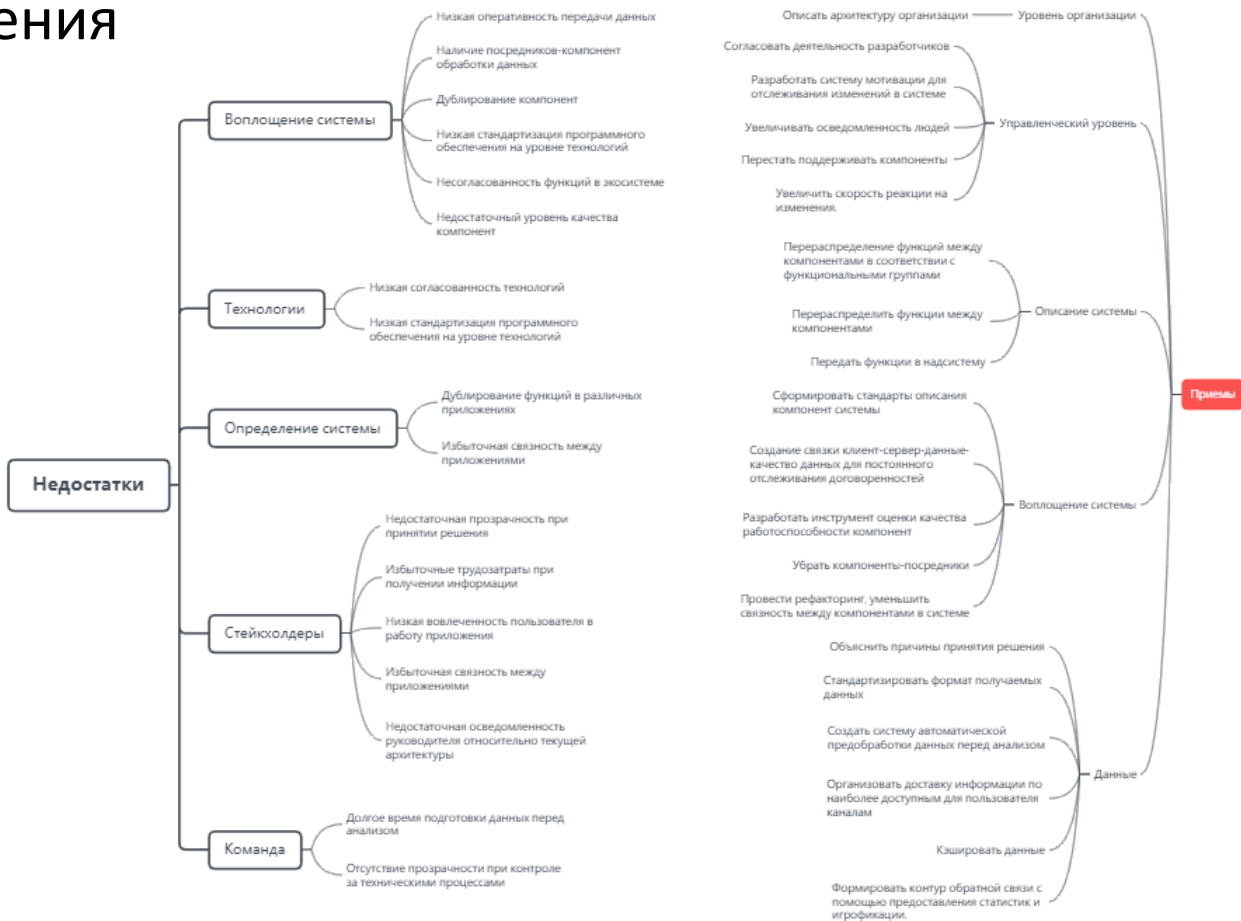 ения
Недостатки
Воплощение системы
Низкая оперативность передачи данных
Наличие посредников-компонент
обработки данных
Дублирование компонент
Низкая стандартизация программного
обеспечения на уровне технологий
Несогласованность функций в экосистеме
Недостаточный уровень качества
компонент
Технологии
Низкая согласованность технологий
Низкая стандартизация программного
обеспечения на уровне технологий
Определение системы
Дублирование функций в различных
приложениях
Избыточная связность между
приложениями
Стейкхолдеры
Недостаточная прозрачность при
принятии решения
Избыточные трудозатраты при
получении информации
Низкая вовлеченность пользователя в
работу приложения
Избыточная связность между
приложениями
Недостаточная осведомленность
руководителя относительно текущей
архитектуры
Команда
Долгое время подготовки данных перед
анализом
Отсутствие прозрачности при контроле
за техническими процессами
Приемы
Уровень организации
Описать архитектуру организации
Управленческий уровень
Согласовать деятельность разработчиков
Разработать систему мотивации для
отслеживания изменений в системе
Увеличивать осведомленность людей
Перестать поддерживать компоненты
Увеличить скорость реакции на
изменения.
Описание системы
Перераспределение функций между
компонентами в соответствии с
функциональными группами
Перераспределить функции между
компонентами
Передать функции в надсистему
Воплощение системы
Сформировать стандарты описания
компонент системы
Создание связки клиент-сервер-данные-
качество данных для постоянного
отслеживания договоренностей
Разработать инструмент оценки качества
работоспособности компонент
Убрать компоненты-посредники
Провести рефакторинг, уменьшить
связность между компонентами в системе
Данные
Объяснить причины принятия решения
Стандартизировать формат получаемых
данных
Создать систему автоматической
предобработки данных перед анализом
Организовать доставку информации по
наиболее доступным для пользователя
каналам
Кэшировать данные
Формировать контур обратной связи с
помощью предоставления статистик и
игрофикации.